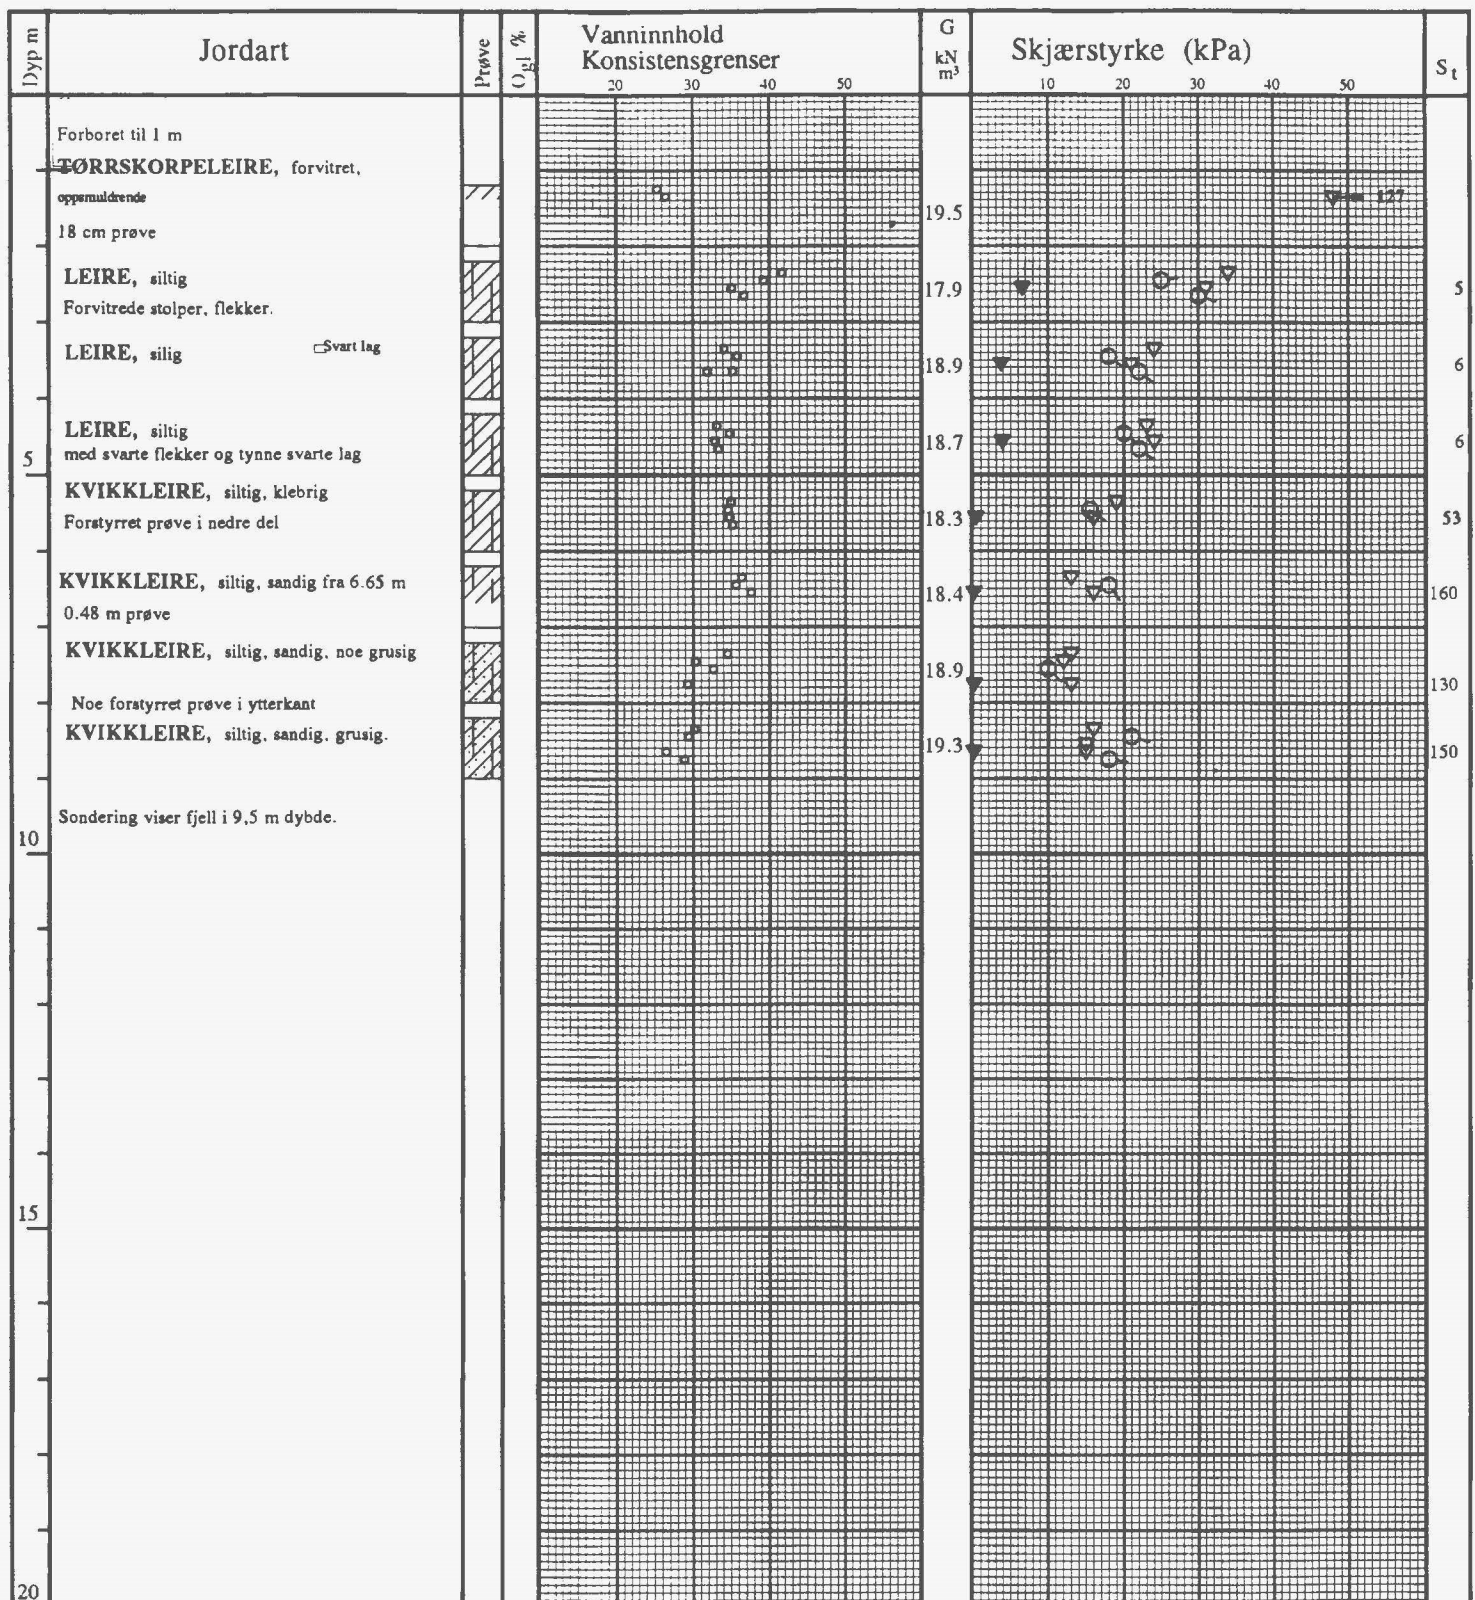 Dyp m
Jordart
Prøve
O_gl %
Vanninnhold
Konsistensgrenser
20 30 40 50
G
kN
m³
Skjærstyrke (kPa)
10 20 30 40 50
S t
Forboret til 1 m
TØRRSKORPELEIRE, forvitret,
oppsmuldrende
127
19.5
18 cm prøve
LEIRE, siltig
17.9
5
Forvitrede stolper, flekker.
Svart lag
LEIRE, silig
18.9
6
LEIRE, siltig
18.7
6
med svarte flekker og tynne svarte lag
5
KVIKKLEIRE, siltig, klebrig
Forstyrret prøve i nedre del
18.3
53
KVIKKLEIRE, siltig, sandig fra 6.65 m
18.4
160
0.48 m prøve
KVIKKLEIRE, siltig, sandig, noe grusig
18.9
130
Noe forstyrret prøve i ytterkant
KVIKKLEIRE, siltig, sandig, grusig.
19.3
150
Sondering viser fjell i 9,5 m dybde.
10
15
20